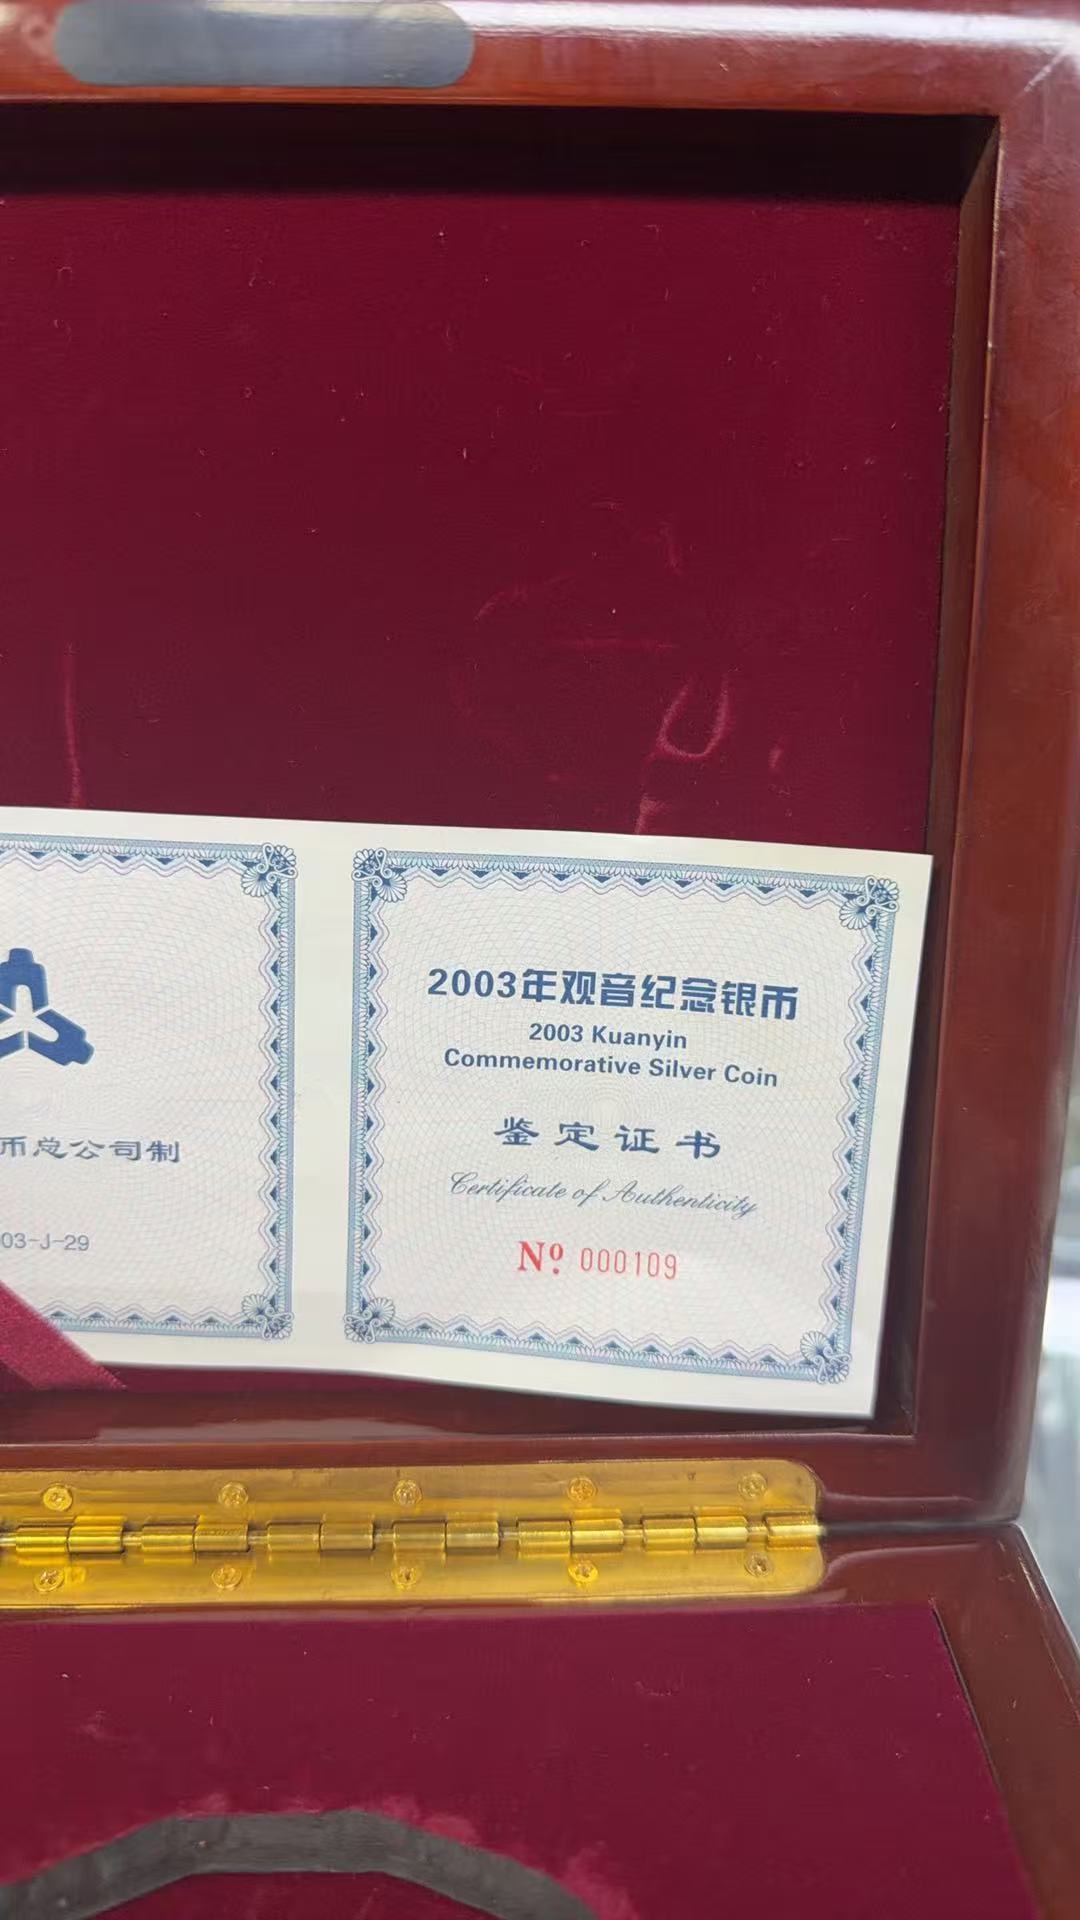 币总公司制
03-J-29
2003年观音纪念银币
2003 Kuanyin
Commemorative Silver Coin
鉴定证书
Certificate of Authenticity
Nº 000109